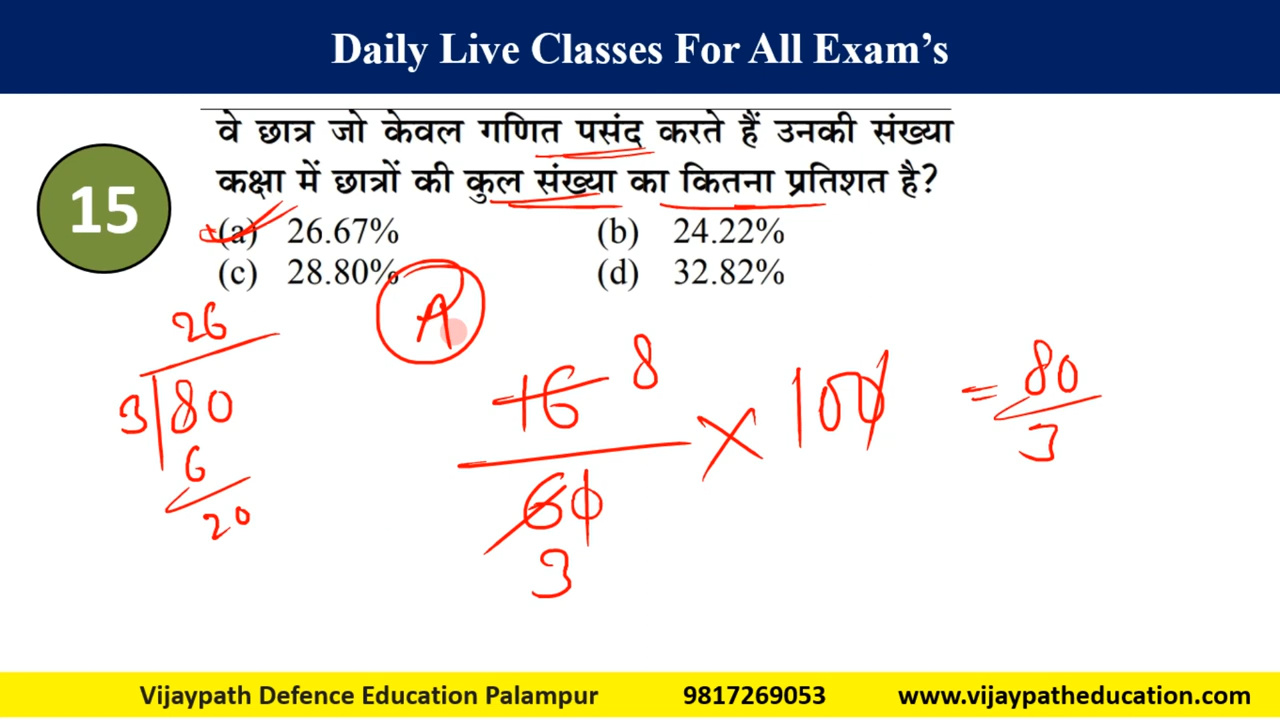 Daily Live Classes For All Exam's
15
वे छात्र जो केवल गणित पसंद करते हैं उनकी संख्या
कक्षा में छात्रों की कुल संख्या का कितना प्रतिशत है?
(a) 26.67% (b) 24.22%
(c) 28.80% (d) 32.82%
A
26
3 80
6
20
16 8
60 × 100 = 80/3
3
Vijaypath Defence Education Palampur 9817269053 www.vijaypatheducation.com